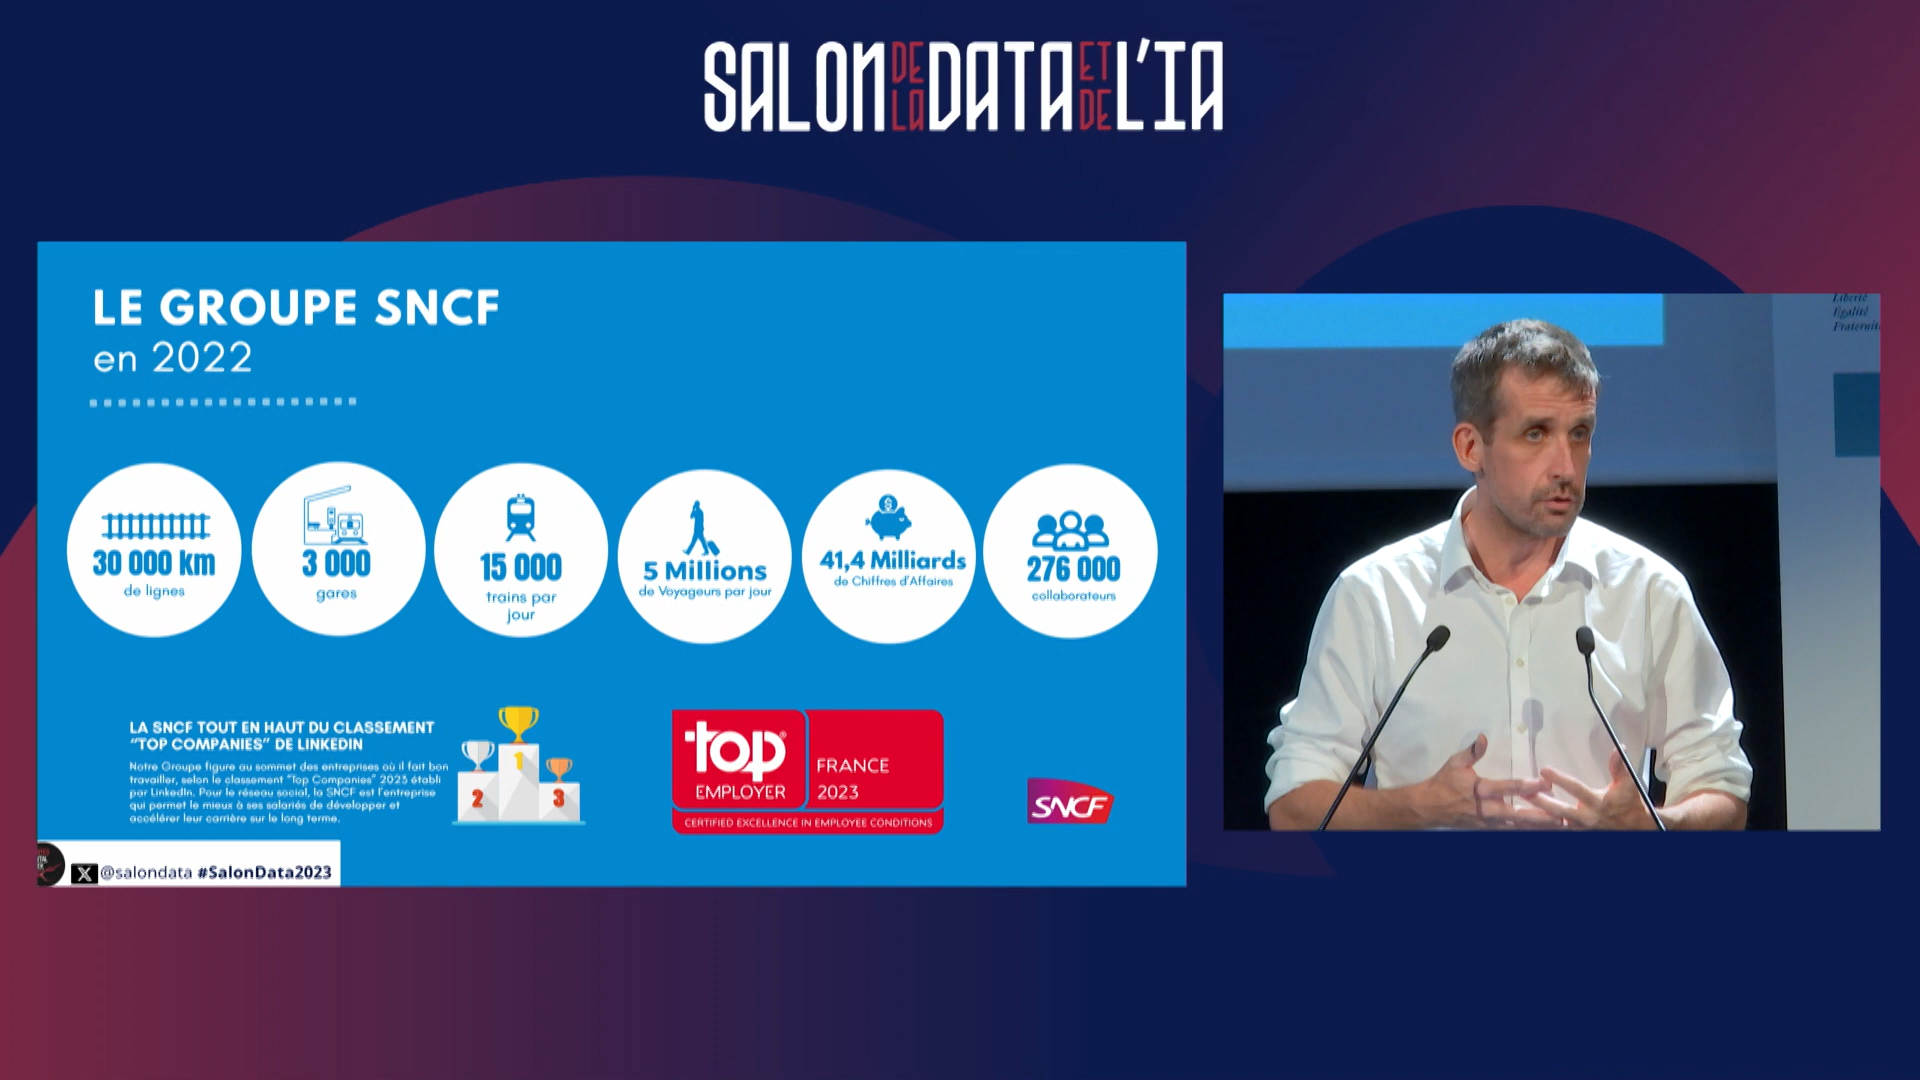 SALON DE LA DATA ET DE L'IA
LE GROUPE SNCF
en 2022
30 000 km
de lignes
3 000
gares
15 000
trains par
jour
5 Millions
de Voyageurs par jour
41,4 Milliards
de Chiffres d'Affaires
276 000
collaborateurs
LA SNCF TOUT EN HAUT DU CLASSEMENT
"TOP COMPANIES" DE LINKEDIN
Notre Groupe figure au sommet des entreprises où il fait bon
travailler, selon le classement "Top Companies" 2023 établi
par LinkedIn. Pour le réseau social, la SNCF est l'entreprise
qui permet le mieux à ses salariés de développer et
accélérer leur carrière sur le long terme.
1
2
3
top
EMPLOYER
FRANCE
2023
CERTIFIED EXCELLENCE IN EMPLOYEE CONDITIONS
SNCF
X @salondata #SalonData2023
Liberté
Égalité